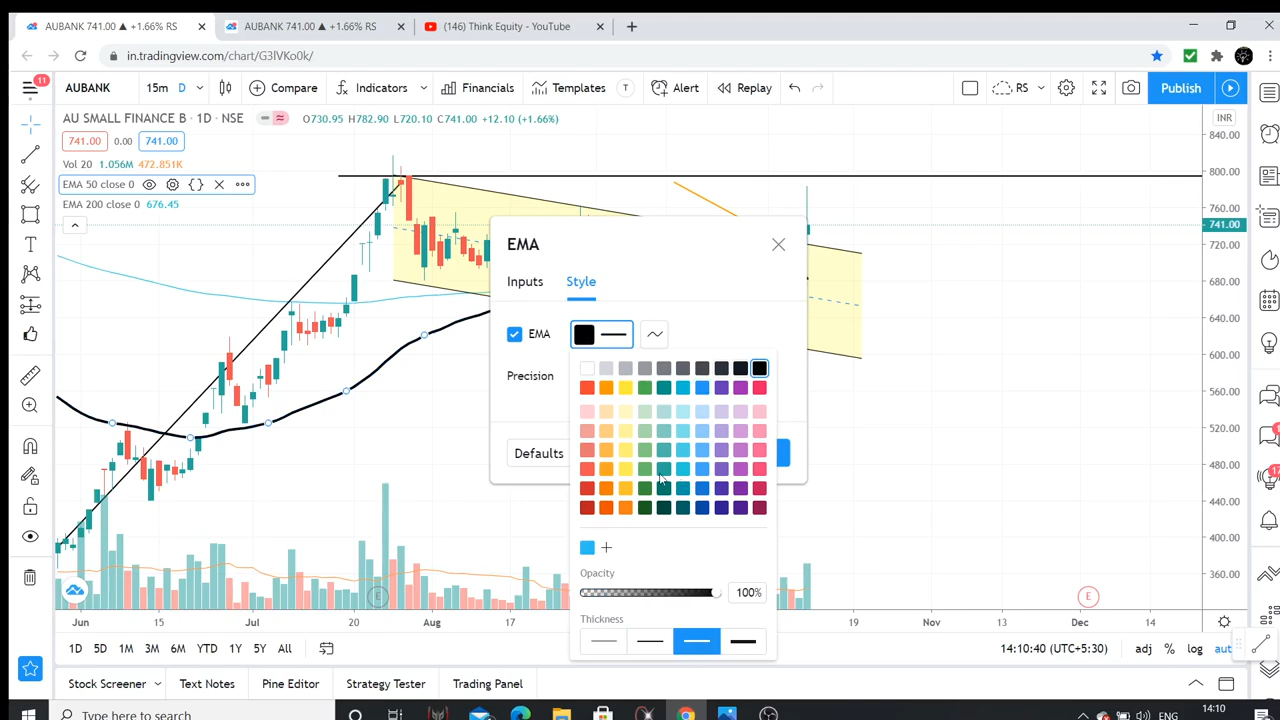 AUBANK 741.00 ▲ +1.66% RS
AUBANK 741.00 ▲ +1.66% RS
(146) Think Equity - YouTube
in.tradingview.com/chart/G3lVKo0k/
11
AUBANK
15m
D
Compare
Indicators
Financials
Templates
T
Alert
Replay
RS
Publish
AU SMALL FINANCE B · 1D · NSE
O730.95 H782.90 L720.10 C741.00 +12.10 (+1.66%)
INR
741.00 0.00 741.00
Vol 20 1.056M 472.851K
EMA 50 close 0
EMA 200 close 0 676.45
840.00
800.00
760.00
741.00
720.00
680.00
640.00
600.00
560.00
520.00
480.00
440.00
400.00
360.00
EMA
Inputs
Style
EMA
Precision
Defaults
Opacity
100%
Thickness
E
E
Jun
15
Jul
20
Aug
17
19
Nov
Dec
14
1D
5D
1M
3M
6M
YTD
1Y
5Y
All
14:10:40 (UTC+5:30)
adj
%
log
Stock Screener
Text Notes
Pine Editor
Strategy Tester
Trading Panel
Type here to search
ENG
14:10